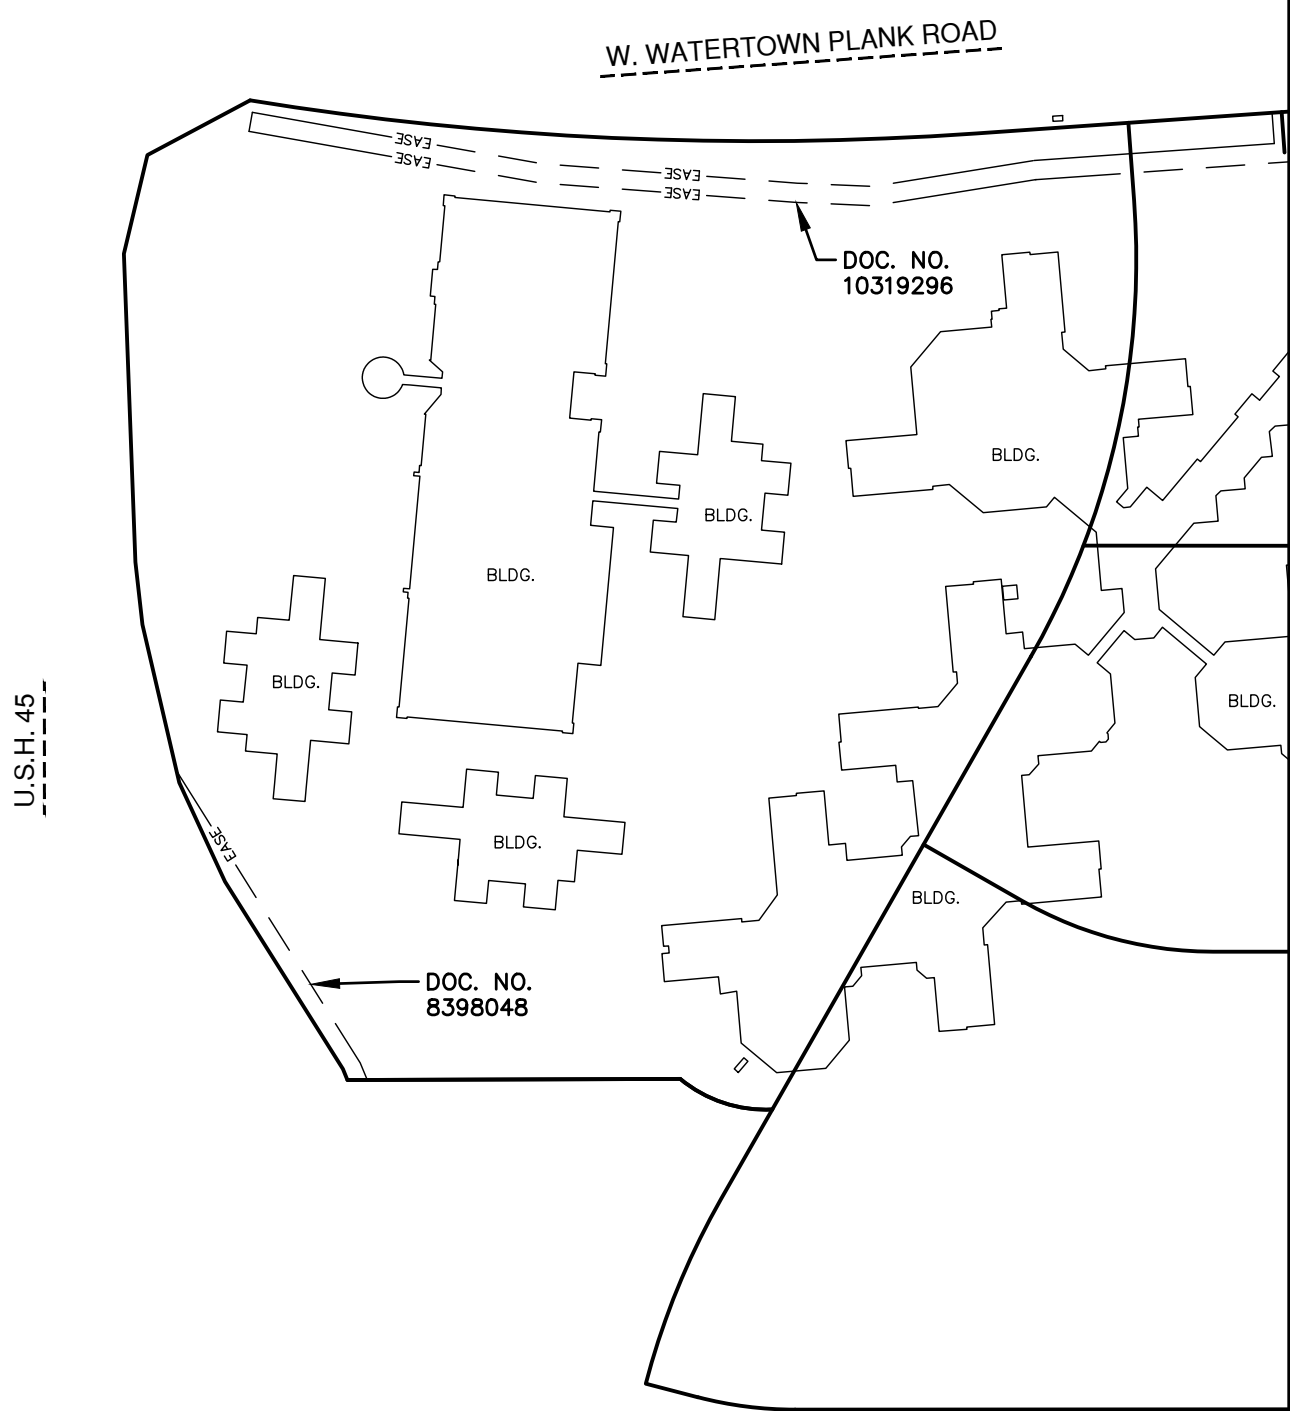 W. WATERTOWN PLANK ROAD
EASE
EASE
EASE
EASE
DOC. NO.
10319296
BLDG.
BLDG.
BLDG.
BLDG.
BLDG.
U.S.H. 45
EASE
BLDG.
BLDG.
DOC. NO.
8398048